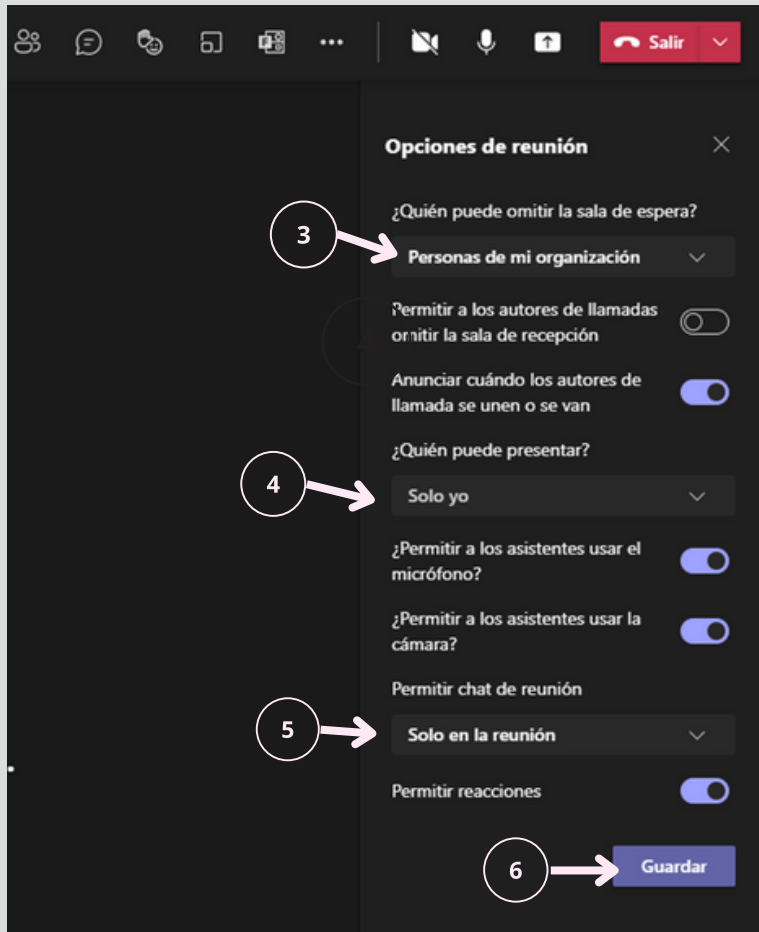 Salir
Opciones de reunión
¿Quién puede omitir la sala de espera?
3
Personas de mi organización
Permitir a los autores de llamadas
omitir la sala de recepción
Anunciar cuándo los autores de
llamada se unen o se van
¿Quién puede presentar?
4
Solo yo
¿Permitir a los asistentes usar el
micrófono?
¿Permitir a los asistentes usar la
cámara?
Permitir chat de reunión
5
Solo en la reunión
Permitir reacciones
6
Guardar